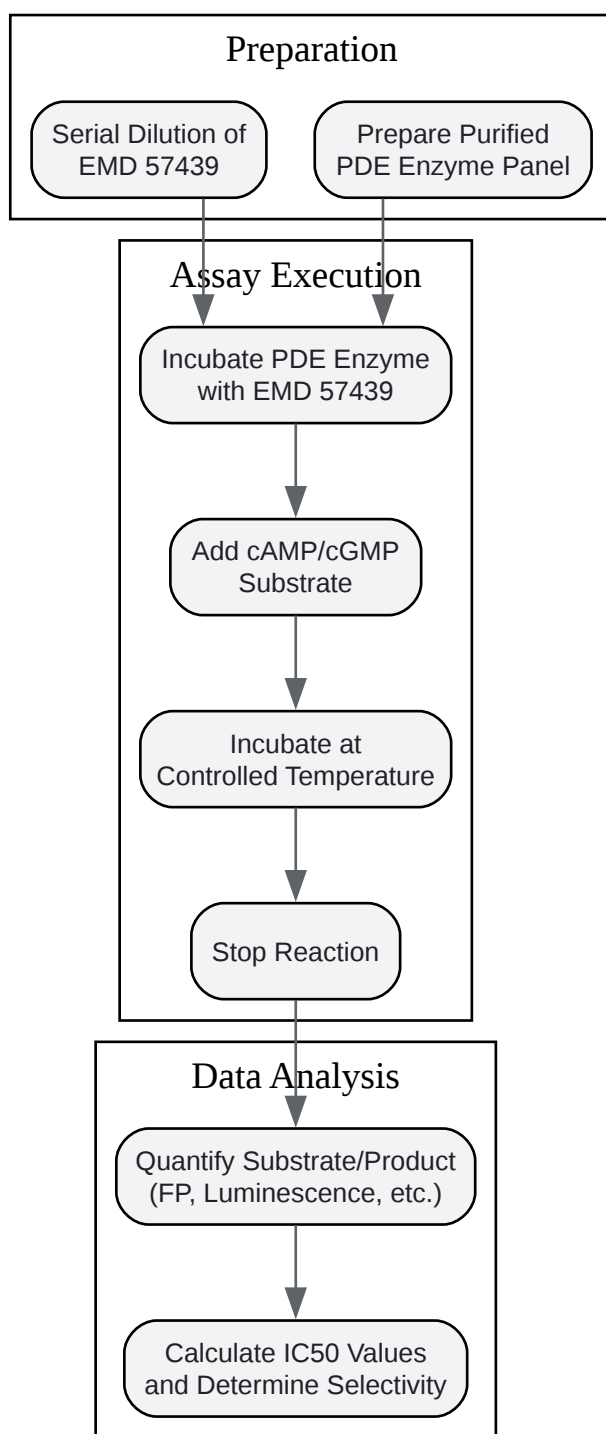 Preparation
Serial Dilution of
EMD 57439
Prepare Purified
PDE Enzyme Panel
Assay Execution
Incubate PDE Enzyme
with EMD 57439
Add cAMP/cGMP
Substrate
Incubate at
Controlled Temperature
Stop Reaction
Data Analysis
Quantify Substrate/Product
(FP, Luminescence, etc.)
Calculate IC50 Values
and Determine Selectivity